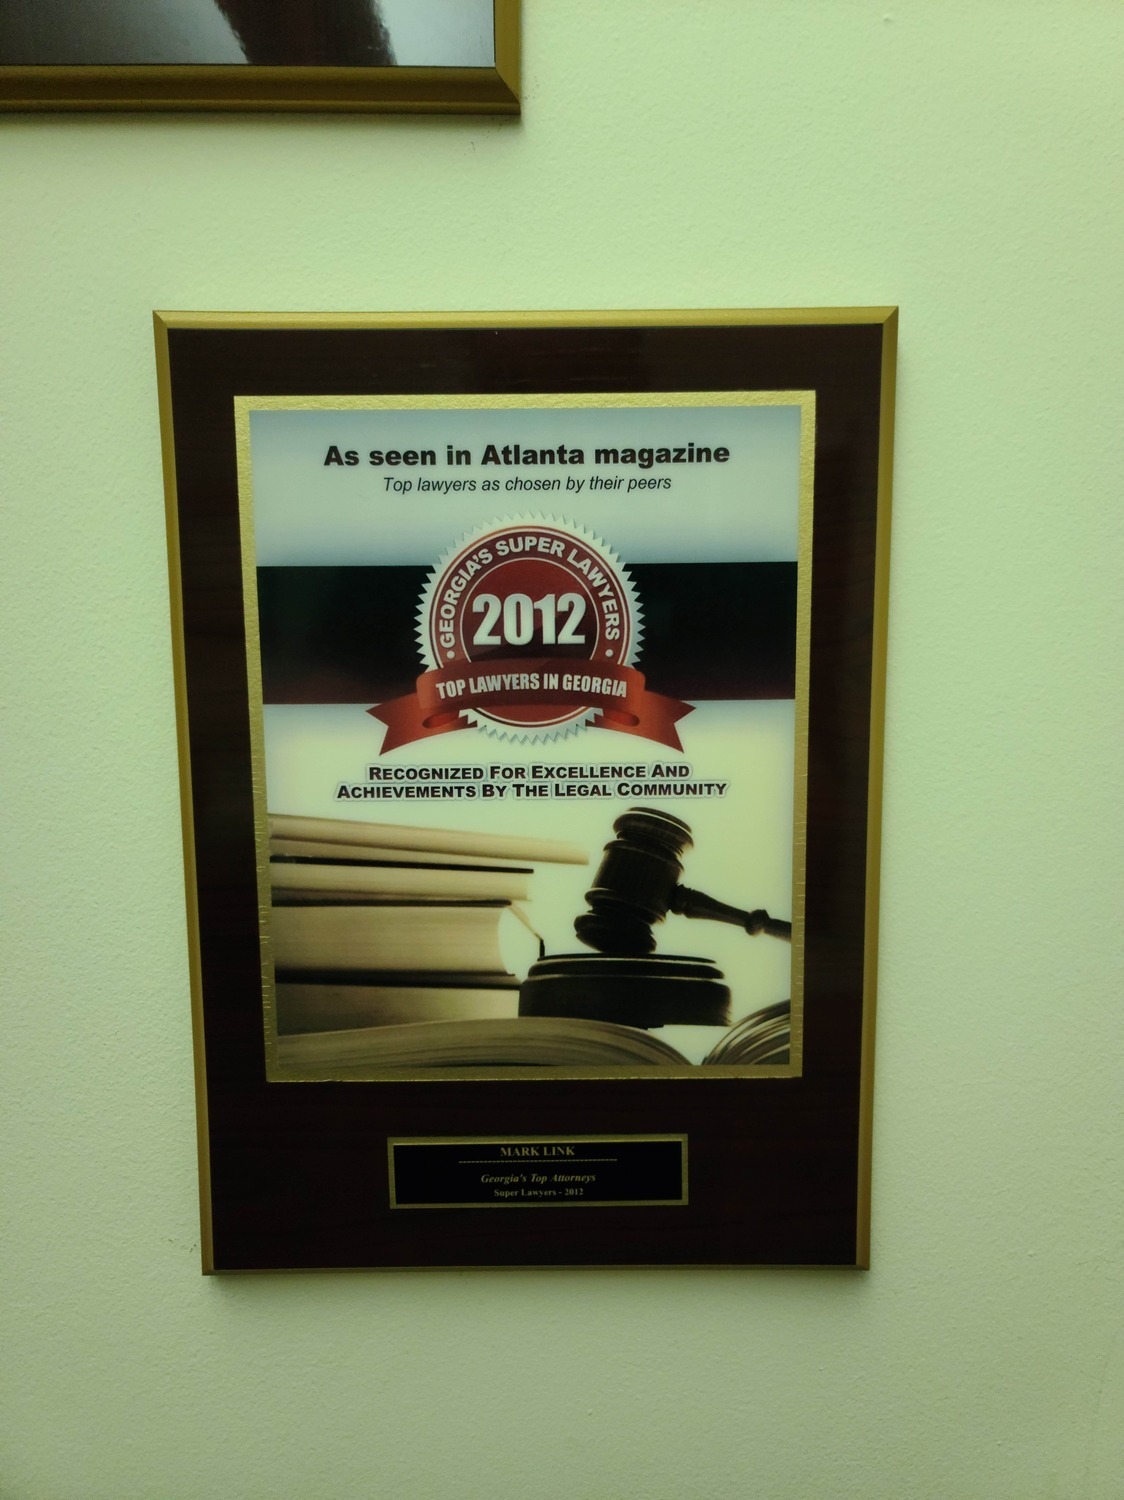 As seen in Atlanta magazine
Top lawyers as chosen by their peers
• GEORGIA'S SUPER LAWYERS •
2012
TOP LAWYERS IN GEORGIA
RECOGNIZED FOR EXCELLENCE AND
ACHIEVEMENTS BY THE LEGAL COMMUNITY
MARK LINK
Georgia's Top Attorneys
Super Lawyers - 2012